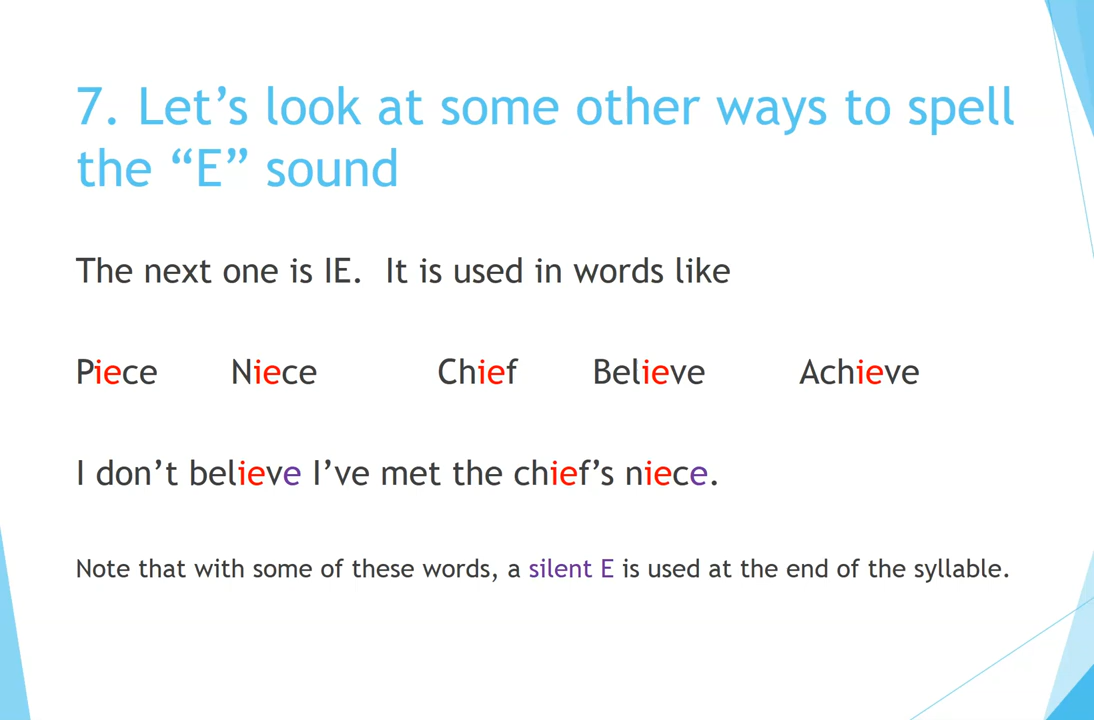 7. Let’s look at some other ways to spell
the “E” sound
The next one is IE. It is used in words like
Piece Niece Chief Believe Achieve
I don’t believe I’ve met the chief’s niece.
Note that with some of these words, a silent E is used at the end of the syllable.